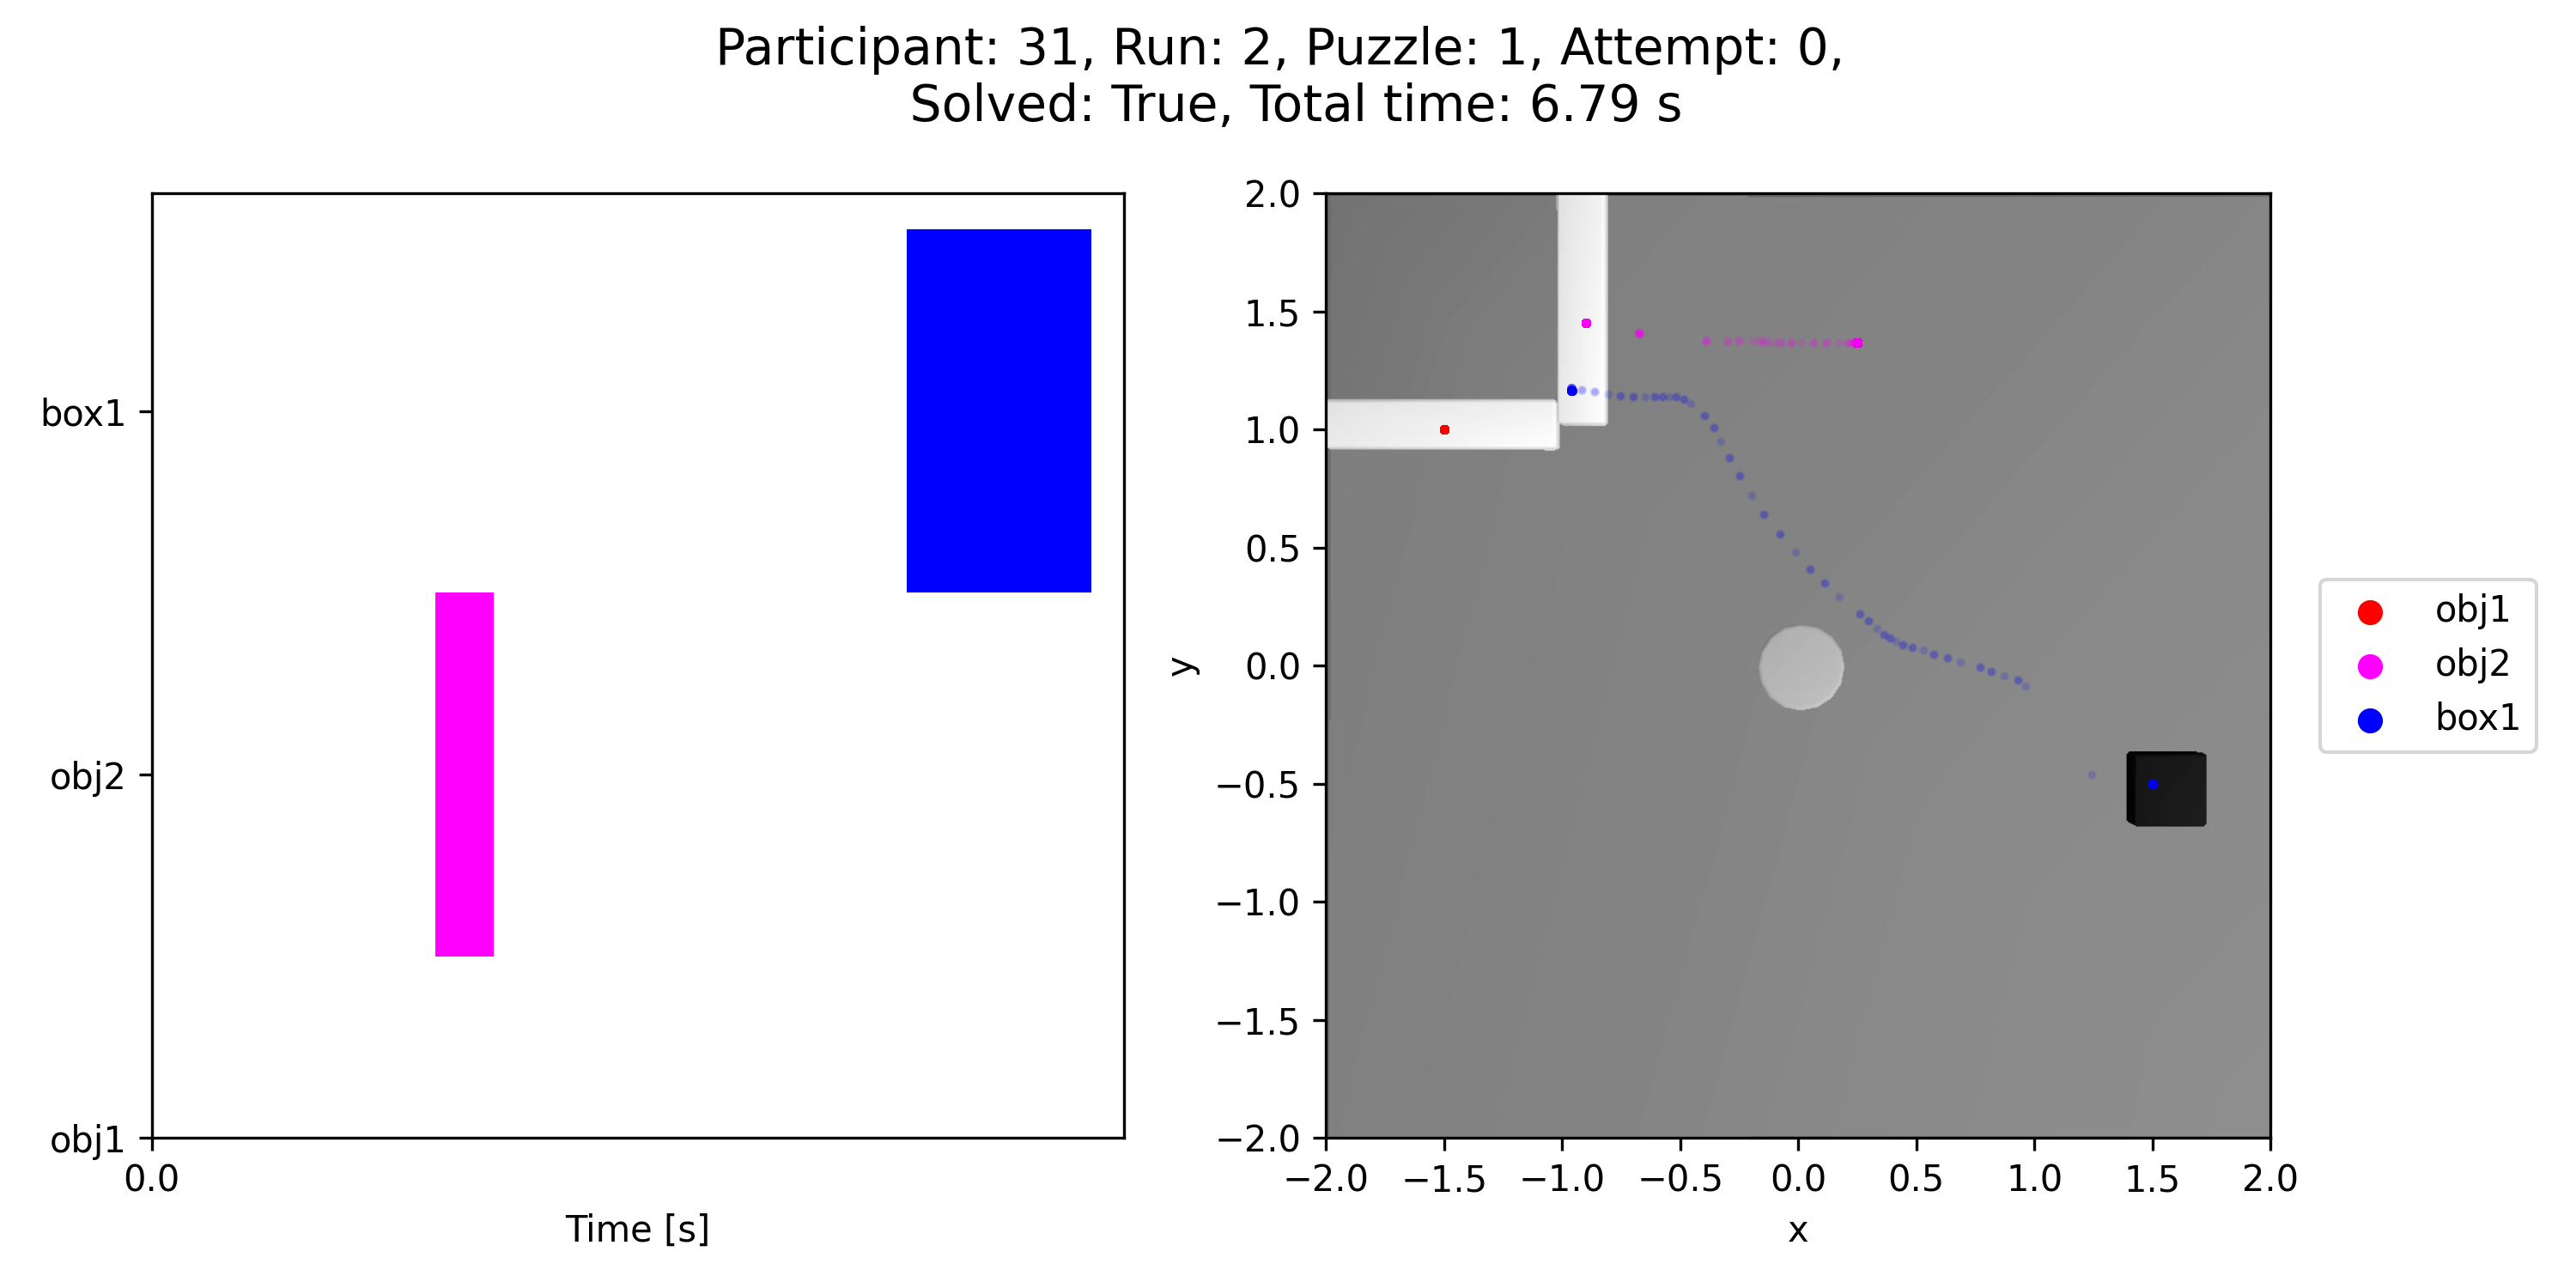 Participant: 31, Run: 2, Puzzle: 1, Attempt: 0,
Solved: True, Total time: 6.79 s
box1
obj2
obj1
0.0
Time [s]
2.0
1.5
1.0
0.5
0.0
−0.5
−1.0
−1.5
−2.0
y
−2.0 −1.5 −1.0 −0.5 0.0 0.5 1.0 1.5 2.0
x
obj1
obj2
box1